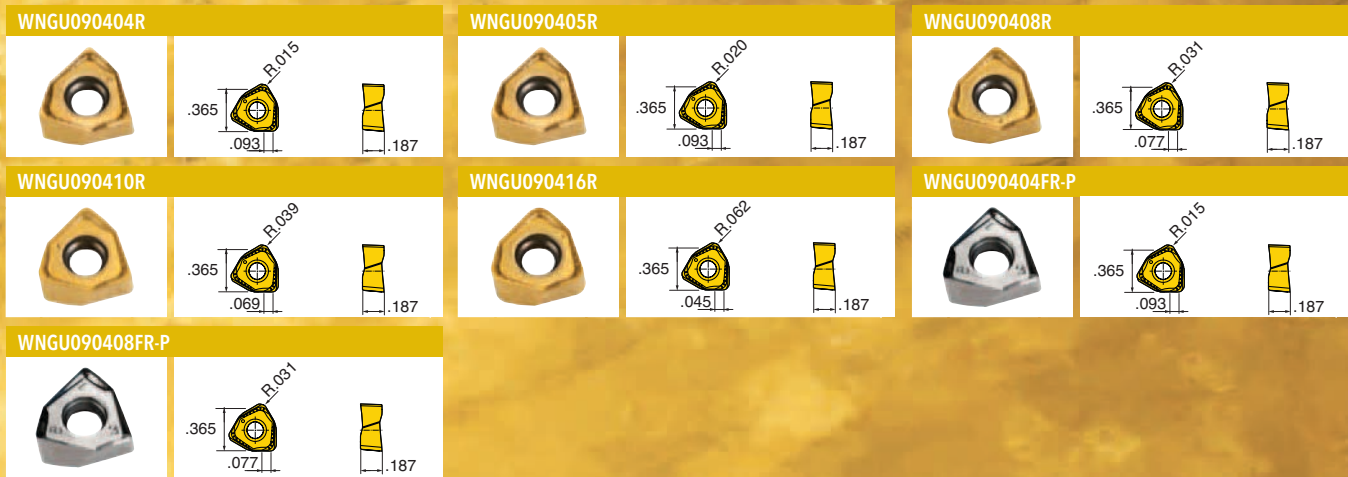 WNGU090404R
R.015
.365
.093
.187
WNGU090405R
R.020
.365
.093
.187
WNGU090408R
R.031
.365
.077
.187
WNGU090410R
R.039
.365
.069
.187
WNGU090416R
R.062
.365
.045
.187
WNGU090404FR-P
R.015
.365
.093
.187
WNGU090408FR-P
R.031
.365
.077
.187